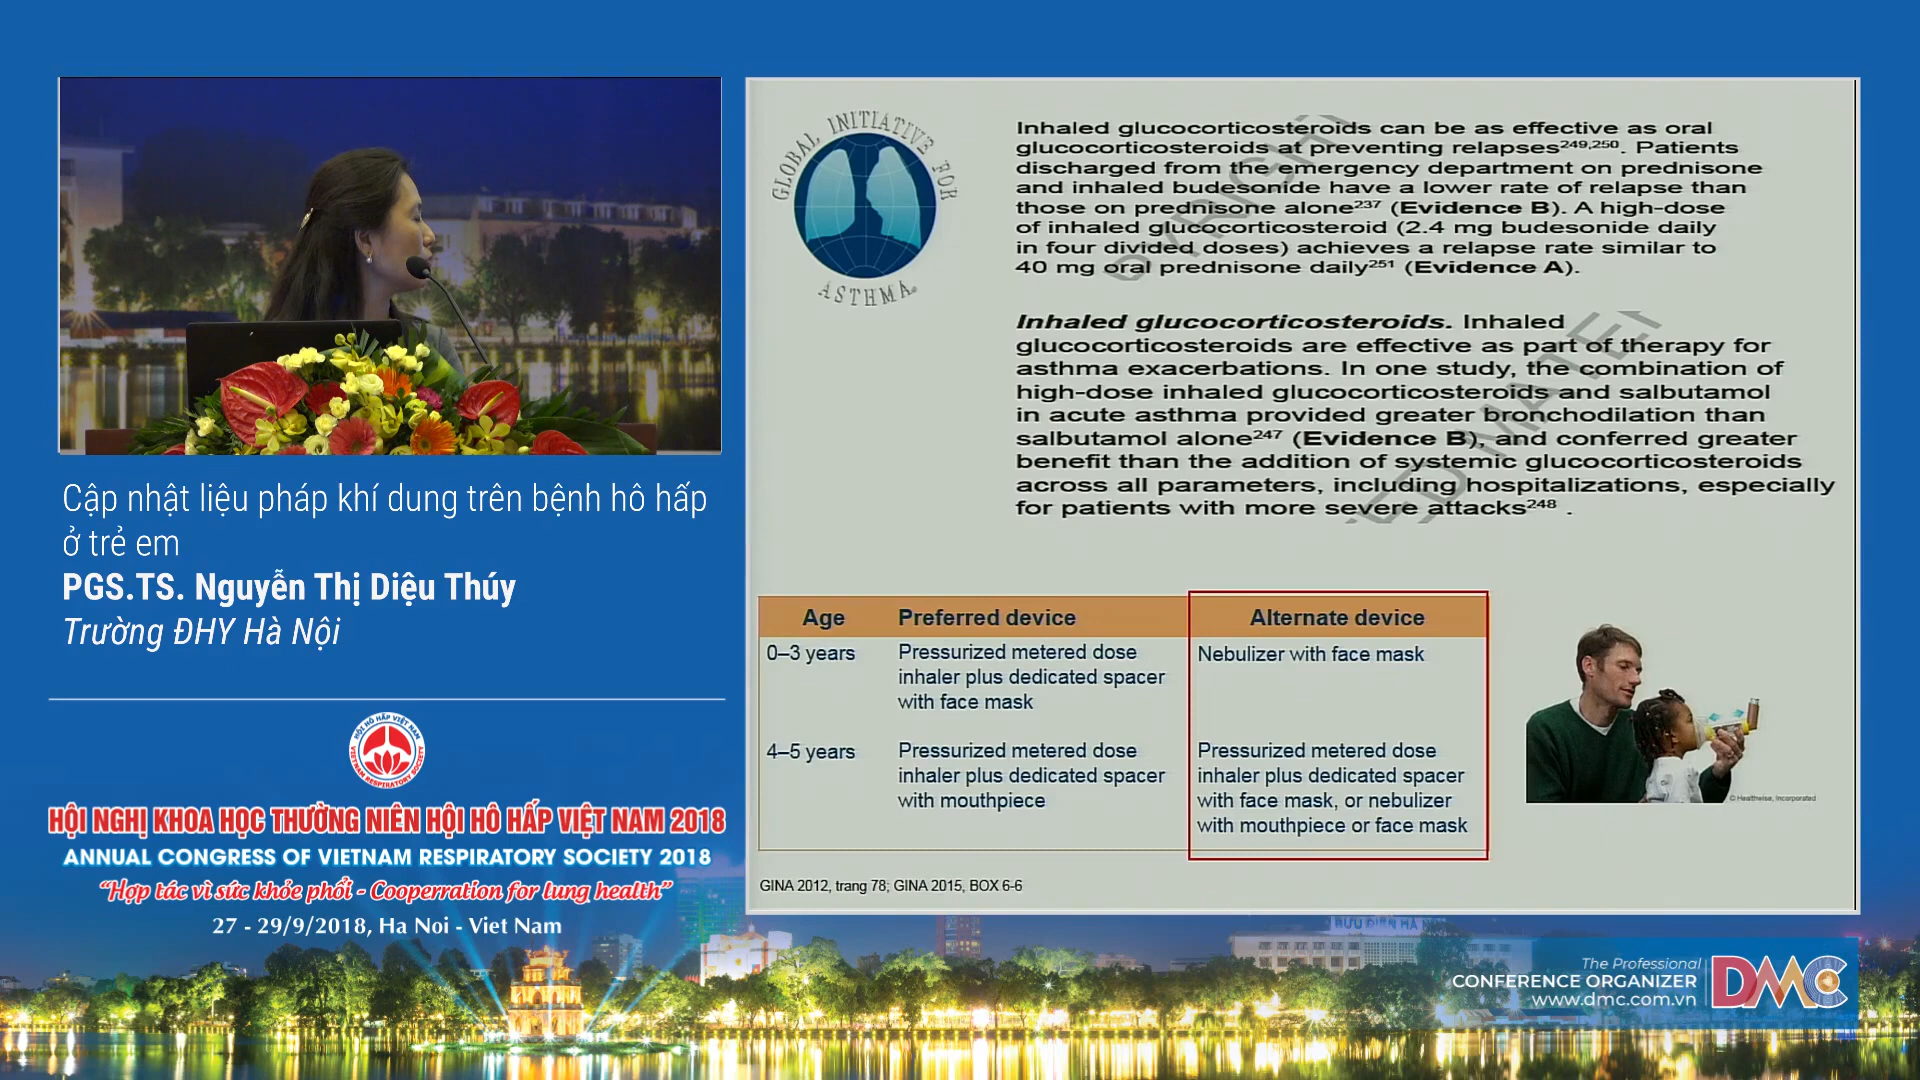 Cập nhật liệu pháp khí dung trên bệnh hô hấp
ở trẻ em
PGS.TS. Nguyễn Thị Diệu Thúy
Trường ĐHY Hà Nội
HỘI HÔ HẤP VIỆT NAM
VIETNAM RESPIRATORY SOCIETY
HỘI NGHỊ KHOA HỌC THƯỜNG NIÊN HỘI HÔ HẤP VIỆT NAM 2018
ANNUAL CONGRESS OF VIETNAM RESPIRATORY SOCIETY 2018
“Hợp tác vì sức khỏe phổi - Cooperration for lung health”
27 - 29/9/2018, Ha Noi - Viet Nam
GLOBAL INITIATIVE FOR
ASTHMA
Inhaled glucocorticosteroids can be as effective as oral
glucocorticosteroids at preventing relapses249,250. Patients
discharged from the emergency department on prednisone
and inhaled budesonide have a lower rate of relapse than
those on prednisone alone237 (Evidence B). A high-dose
of inhaled glucocorticosteroid (2.4 mg budesonide daily
in four divided doses) achieves a relapse rate similar to
40 mg oral prednisone daily251 (Evidence A).
Inhaled glucocorticosteroids. Inhaled
glucocorticosteroids are effective as part of therapy for
asthma exacerbations. In one study, the combination of
high-dose inhaled glucocorticosteroids and salbutamol
in acute asthma provided greater bronchodilation than
salbutamol alone247 (Evidence B), and conferred greater
benefit than the addition of systemic glucocorticosteroids
across all parameters, including hospitalizations, especially
for patients with more severe attacks248 .
Age Preferred device Alternate device
0–3 years Pressurized metered dose Nebulizer with face mask
inhaler plus dedicated spacer
with face mask
4–5 years Pressurized metered dose Pressurized metered dose
inhaler plus dedicated spacer inhaler plus dedicated spacer
with mouthpiece with face mask, or nebulizer
with mouthpiece or face mask
© Healthwise, Incorporated
GINA 2012, trang 78; GINA 2015, BOX 6-6
BƯU ĐIỆN HÀ N
The Professional
CONFERENCE ORGANIZER
www.dmc.com.vn
DMC